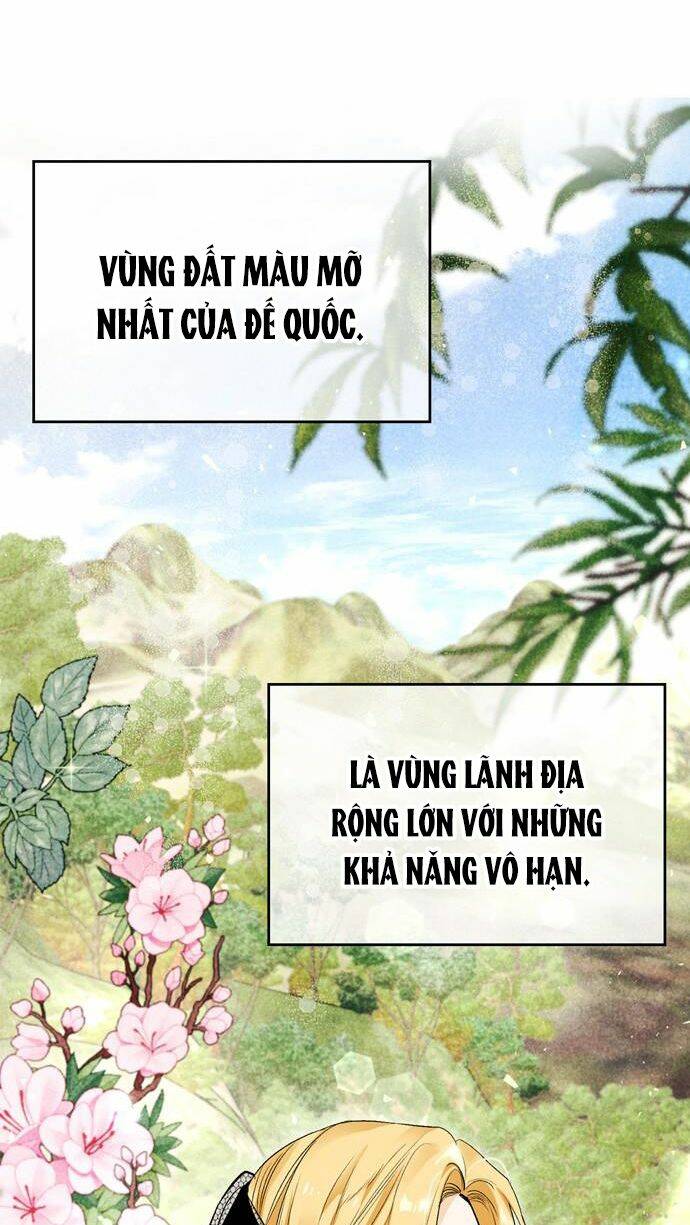 VÙNG ĐẤT MÀU MỠ
NHẤT CỦA ĐẾ QUỐC.
LÀ VÙNG LÃNH ĐỊA
RỘNG LỚN VỚI NHỮNG
KHẢ NĂNG VÔ HẠN.